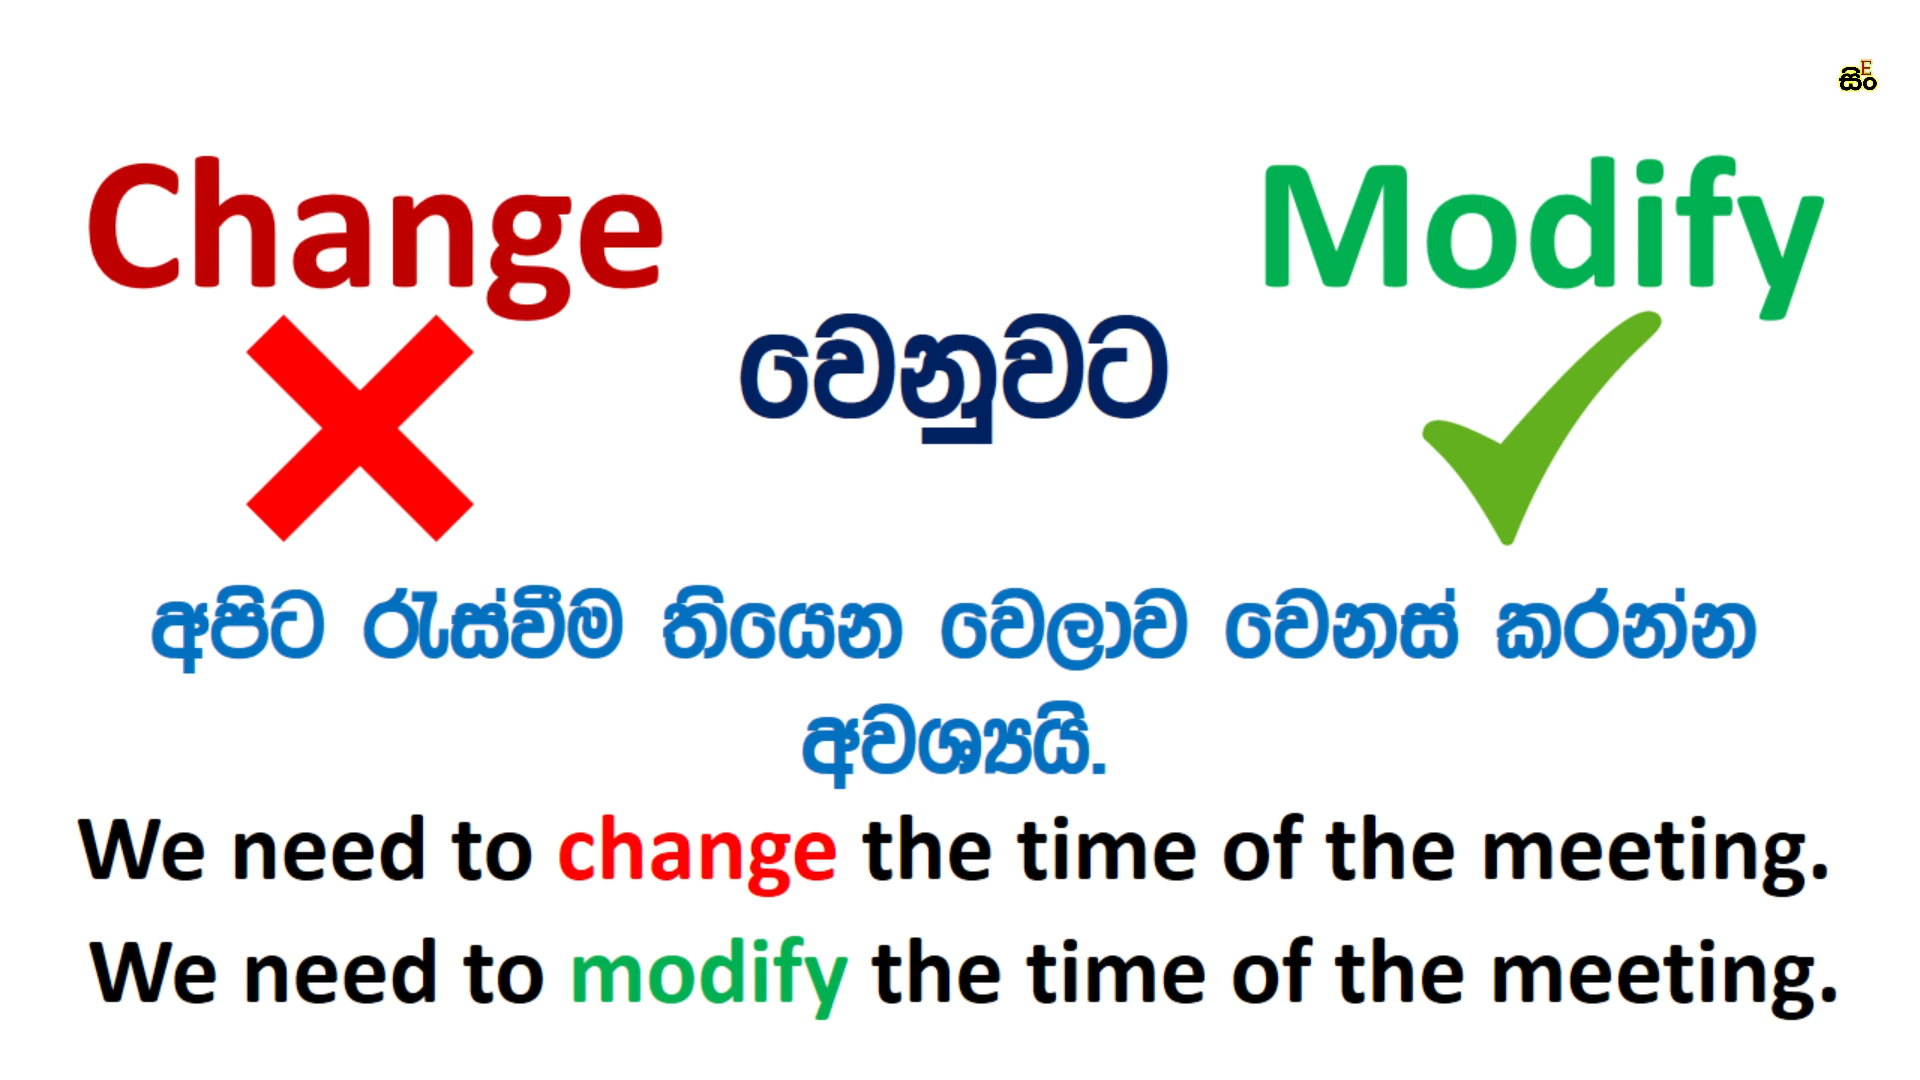 සිංE
Change
Modify
වෙනුවට
අපිට රැස්වීම තියෙන වෙලාව වෙනස් කරන්න
අවශ්‍යයි.
We need to change the time of the meeting.
We need to modify the time of the meeting.